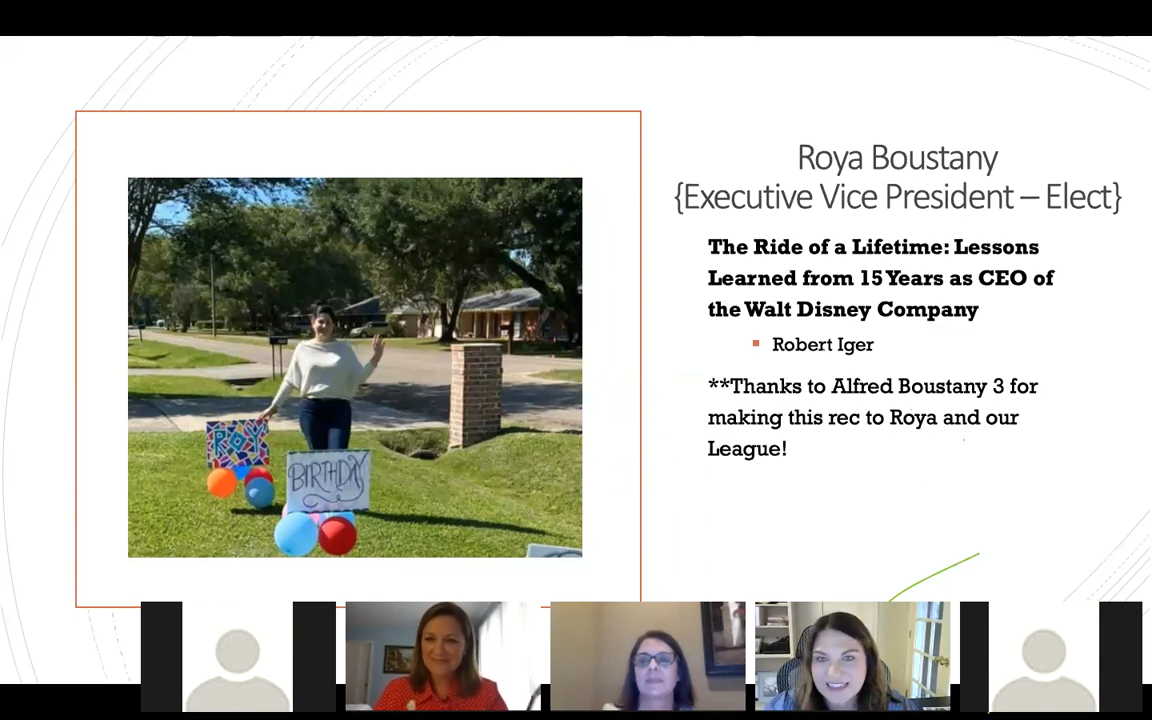 Roya Boustany
{Executive Vice President – Elect}
The Ride of a Lifetime: Lessons
Learned from 15 Years as CEO of
the Walt Disney Company
Robert Iger
**Thanks to Alfred Boustany 3 for
making this rec to Roya and our
League!
ROY
BIRTHDAY